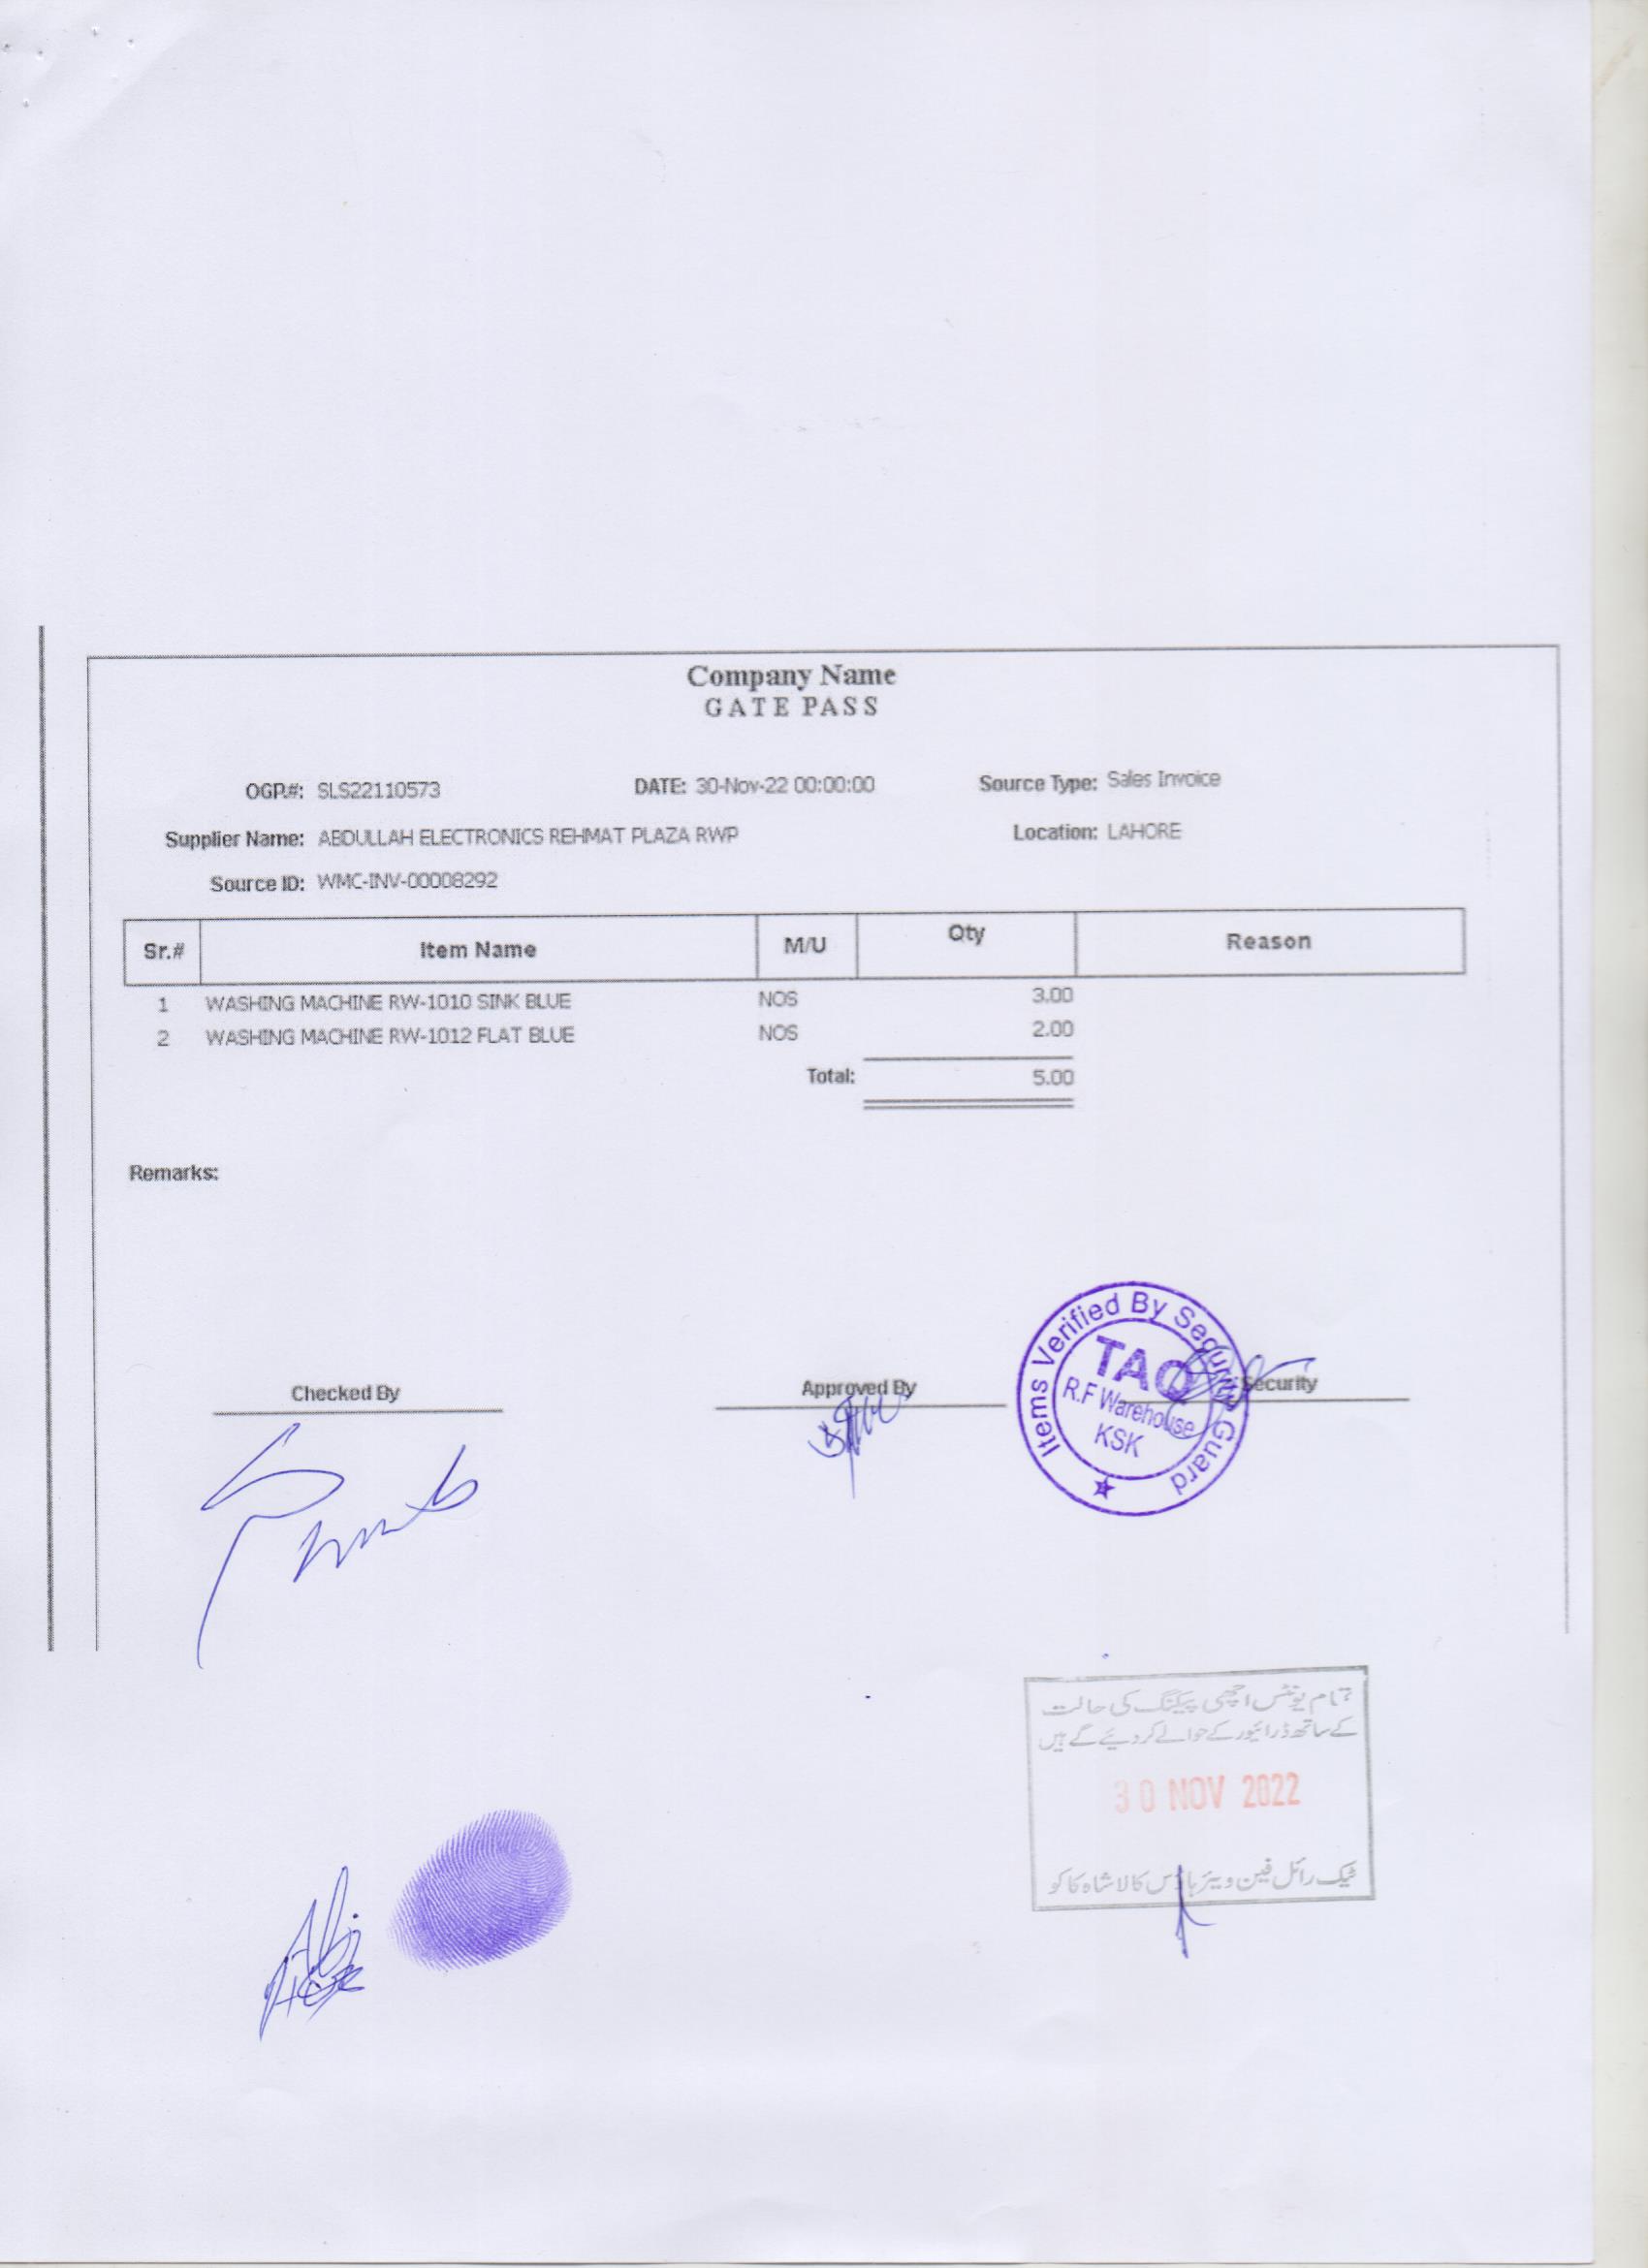 Company Name
GATE PASS
OGP.#: SLS22110573 DATE: 30-Nov-22 00:00:00 Source Type: Sales Invoice
Supplier Name: ABDULLAH ELECTRONICS REHMAT PLAZA RWP Location: LAHORE
Source ID: WMC-INV-00008292
Sr.# Item Name M/U Qty Reason
1 WASHING MACHINE RW-1010 SINK BLUE NOS 3.00
2 WASHING MACHINE RW-1012 FLAT BLUE NOS 2.00
Total: 5.00
Remarks:
Checked By Approved By Security
Items Verified By Security Guard
TAQ
R.F Warehouse
KSK
تمام یونٹس اچھی پیکنگ کی حالت
کے ساتھ ڈرائیور کے حوالے کردیئے گے ہیں
30 NOV 2022
ٹیک رائل فین ویئر ہاؤس کالا شاہ کاکو